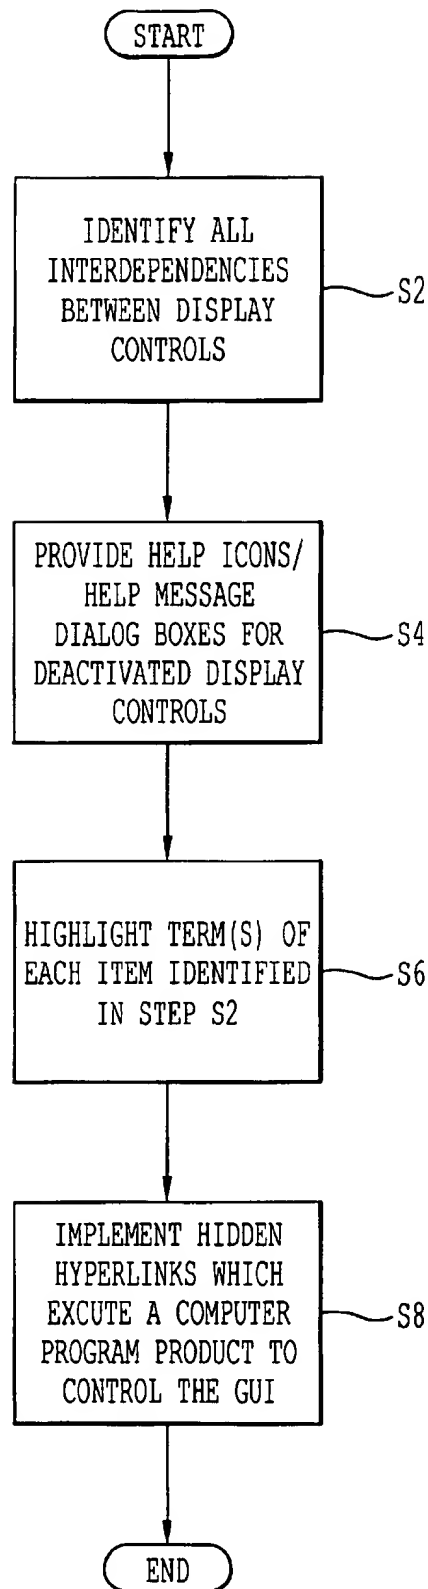 START
IDENTIFY ALL
INTERDEPENDENCIES
BETWEEN DISPLAY
CONTROLS
S2
PROVIDE HELP ICONS/
HELP MESSAGE
DIALOG BOXES FOR
DEACTIVATED DISPLAY
CONTROLS
S4
HIGHLIGHT TERM(S) OF
EACH ITEM IDENTIFIED
IN STEP S2
S6
IMPLEMENT HIDDEN
HYPERLINKS WHICH
EXCUTE A COMPUTER
PROGRAM PRODUCT TO
CONTROL THE GUI
S8
END